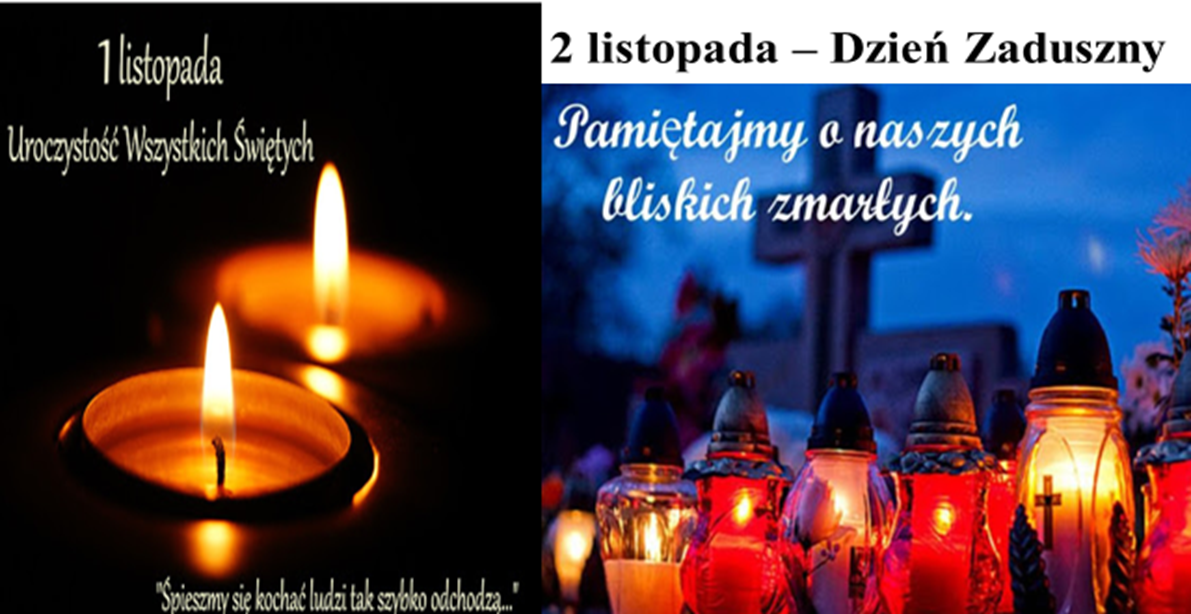 1 listopada
Uroczystość Wszystkich Świętych
"Śpieszmy się kochać ludzi tak szybko odchodzą..."
2 listopada – Dzień Zaduszny
Pamiętajmy o naszych
bliskich zmarłych.